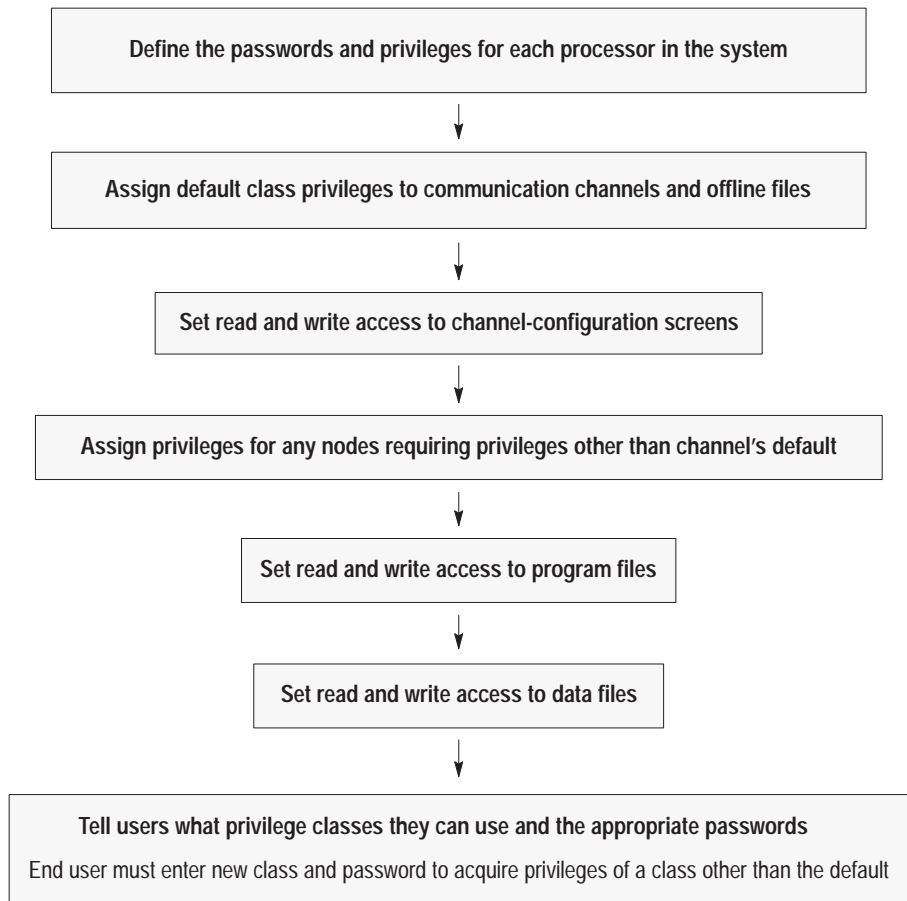 Define the passwords and privileges for each processor in the system
Assign default class privileges to communication channels and offline files
Set read and write access to channel-configuration screens
Assign privileges for any nodes requiring privileges other than channel's default
Set read and write access to program files
Set read and write access to data files
Tell users what privilege classes they can use and the appropriate passwords
End user must enter new class and password to acquire privileges of a class other than the default